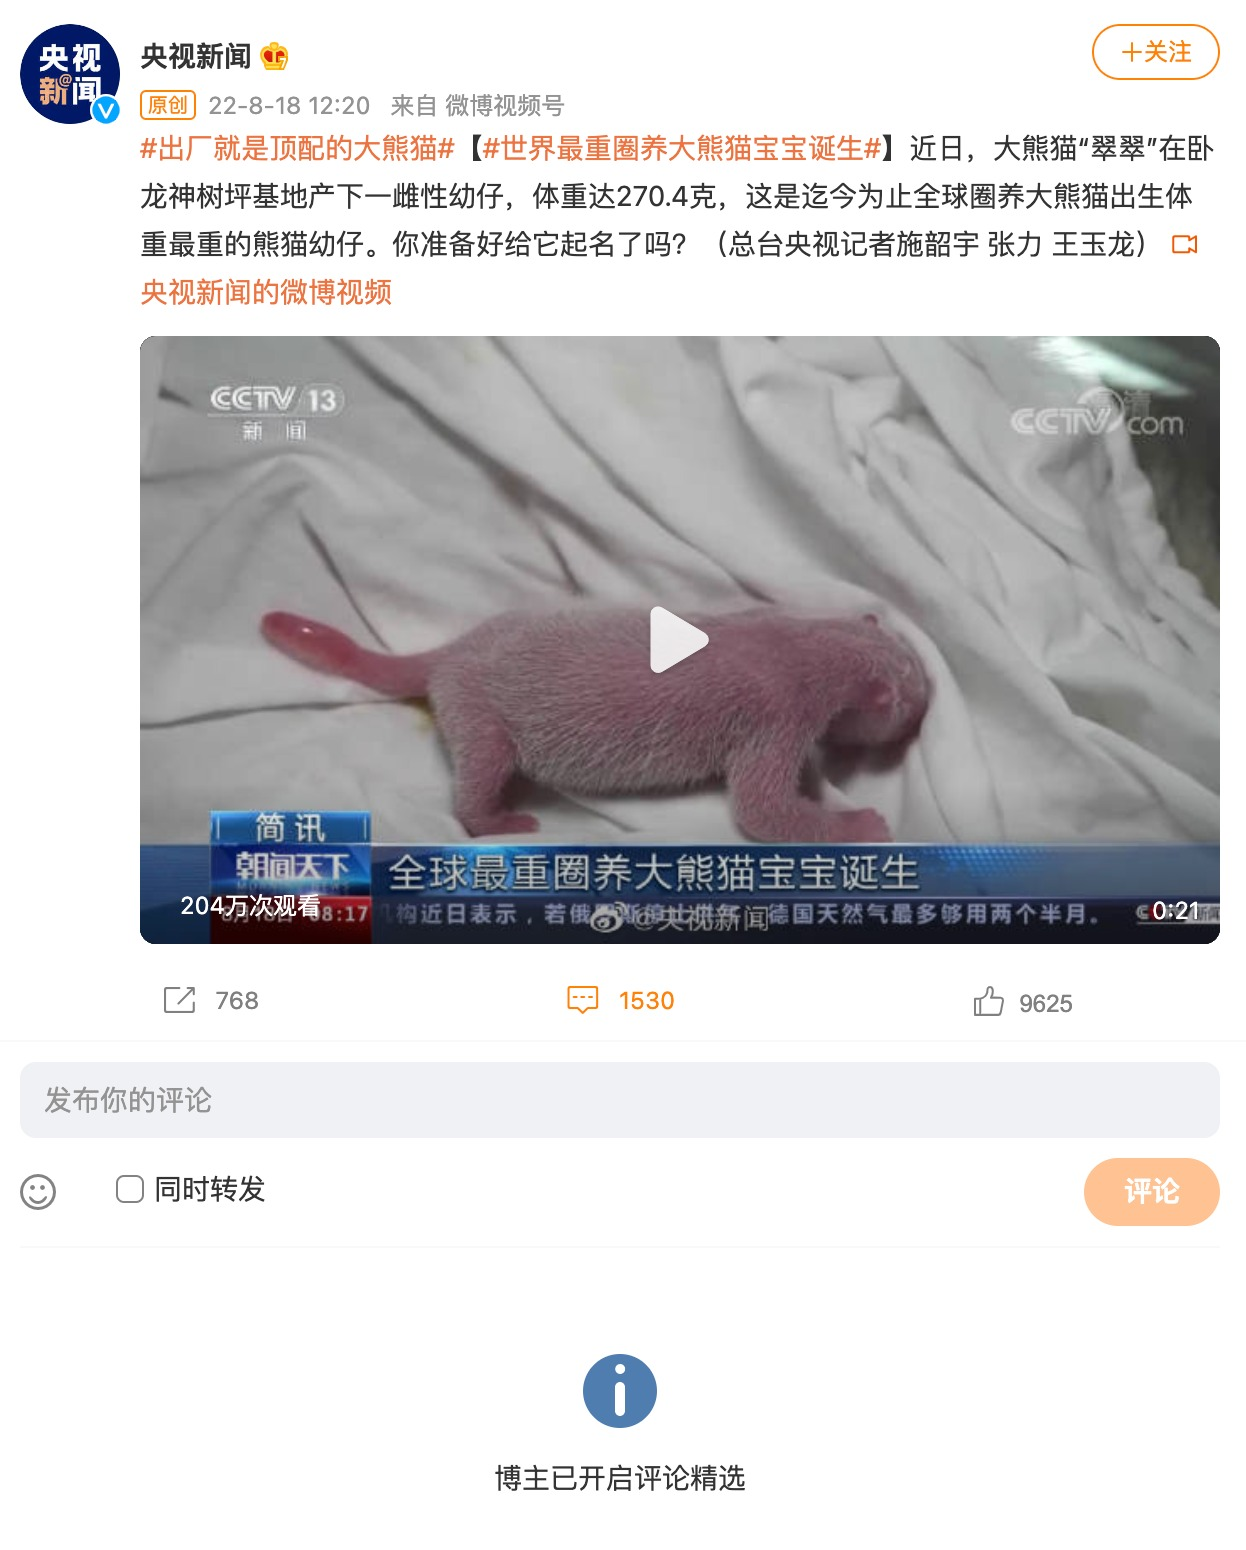 央视
新@闻
央视新闻
+关注
原创 22-8-18 12:20 来自 微博视频号
#出厂就是顶配的大熊猫#【#世界最重圈养大熊猫宝宝诞生#】近日，大熊猫“翠翠”在卧
龙神树坪基地产下一雌性幼仔，体重达270.4克，这是迄今为止全球圈养大熊猫出生体
重最重的熊猫幼仔。你准备好给它起名了吗？（总台央视记者施韶宇 张力 王玉龙）
央视新闻的微博视频
CCTV 13
新闻
高清
CCTV.com
简讯
朝闻天下
全球最重圈养大熊猫宝宝诞生
204万次观看
08:17
构近日表示，若俄
德国天然气最多够用两个半月。
@央视新闻
0:21
768
1530
9625
发布你的评论
同时转发
评论
博主已开启评论精选